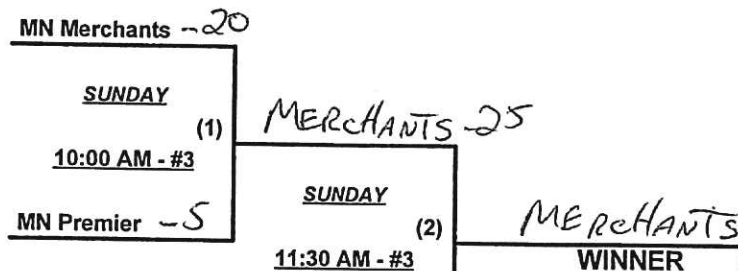 MN Merchants - 20
SUNDAY
(1)
10:00 AM - #3
MN Premier - 5
MERCHANTS - 25
SUNDAY
(2)
11:30 AM - #3
MERCHANTS
WINNER